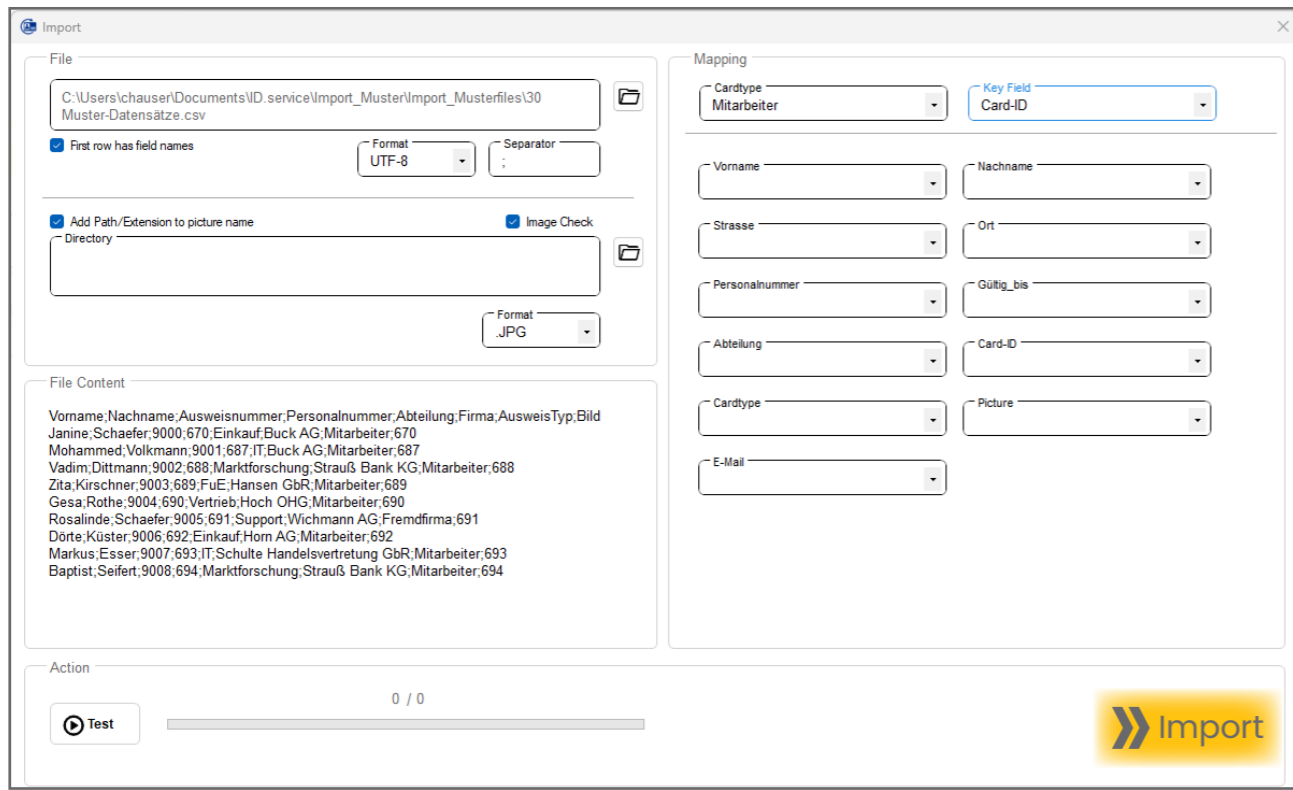 Import
File
C:\Users\chauser\Documents\ID.service\Import_Muster\Import_Musterfiles\30
Muster-Datensätze.csv
First row has field names
Format
UTF-8
Separator
;
Add Path/Extension to picture name
Image Check
Directory
Format
.JPG
File Content
Vorname;Nachname;Ausweisnummer;Personalnummer;Abteilung;Firma;AusweisTyp;Bild
Janine;Schaefer;9000;670;Einkauf;Buck AG;Mitarbeiter;670
Mohammed;Volkmann;9001;687;IT;Buck AG;Mitarbeiter;687
Vadim;Dittmann;9002;688;Marktforschung;Strauß Bank KG;Mitarbeiter;688
Zita;Kirschner;9003;689;FuE;Hansen GbR;Mitarbeiter;689
Gesa;Rothe;9004;690;Vertrieb;Hoch OHG;Mitarbeiter;690
Rosalinde;Schaefer;9005;691;Support;Wichmann AG;Fremdfirma;691
Dörte;Küster;9006;692;Einkauf;Horn AG;Mitarbeiter;692
Markus;Esser;9007;693;IT;Schulte Handelsvertretung GbR;Mitarbeiter;693
Baptist;Seifert;9008;694;Marktforschung;Strauß Bank KG;Mitarbeiter;694
Mapping
Cardtype
Mitarbeiter
Key Field
Card-ID
Vorname
Nachname
Strasse
Ort
Personalnummer
Gültig_bis
Abteilung
Card-ID
Cardtype
Picture
E-Mail
Action
Test
0 / 0
Import